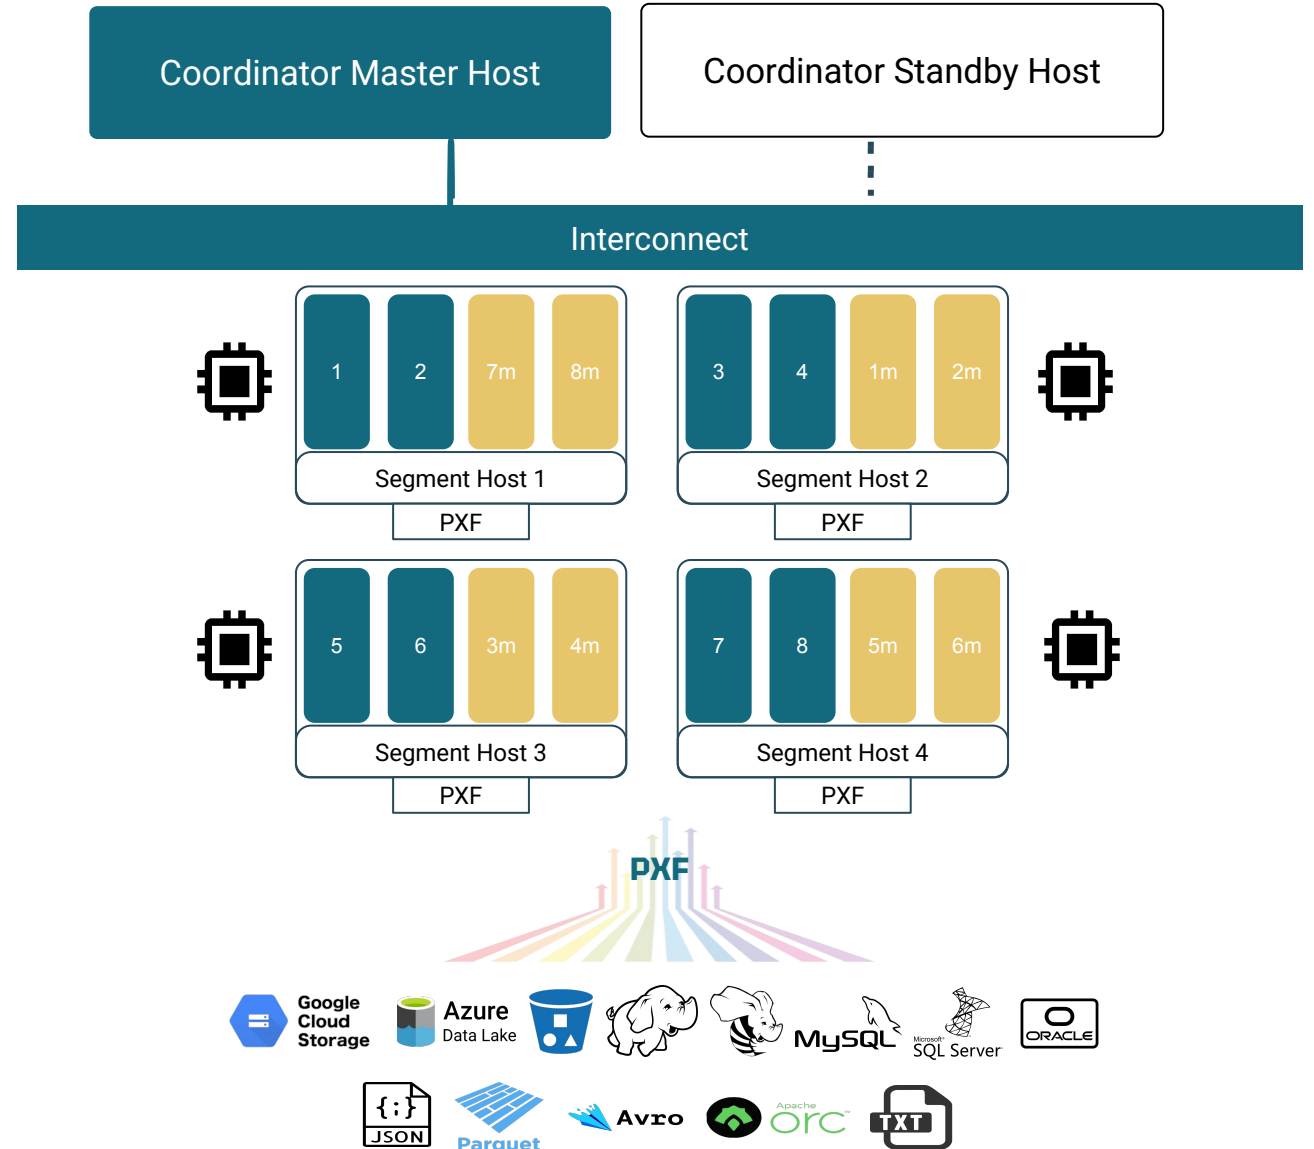 Coordinator Master Host
Coordinator Standby Host
Interconnect
1 2 7m 8m
Segment Host 1
PXF
3 4 1m 2m
Segment Host 2
PXF
5 6 3m 4m
Segment Host 3
PXF
7 8 5m 6m
Segment Host 4
PXF
PXF
Google
Cloud
Storage
Azure
Data Lake
MySQL
Microsoft
SQL Server
ORACLE
{;}
JSON
Parquet
Avro
Apache
orc
TXT